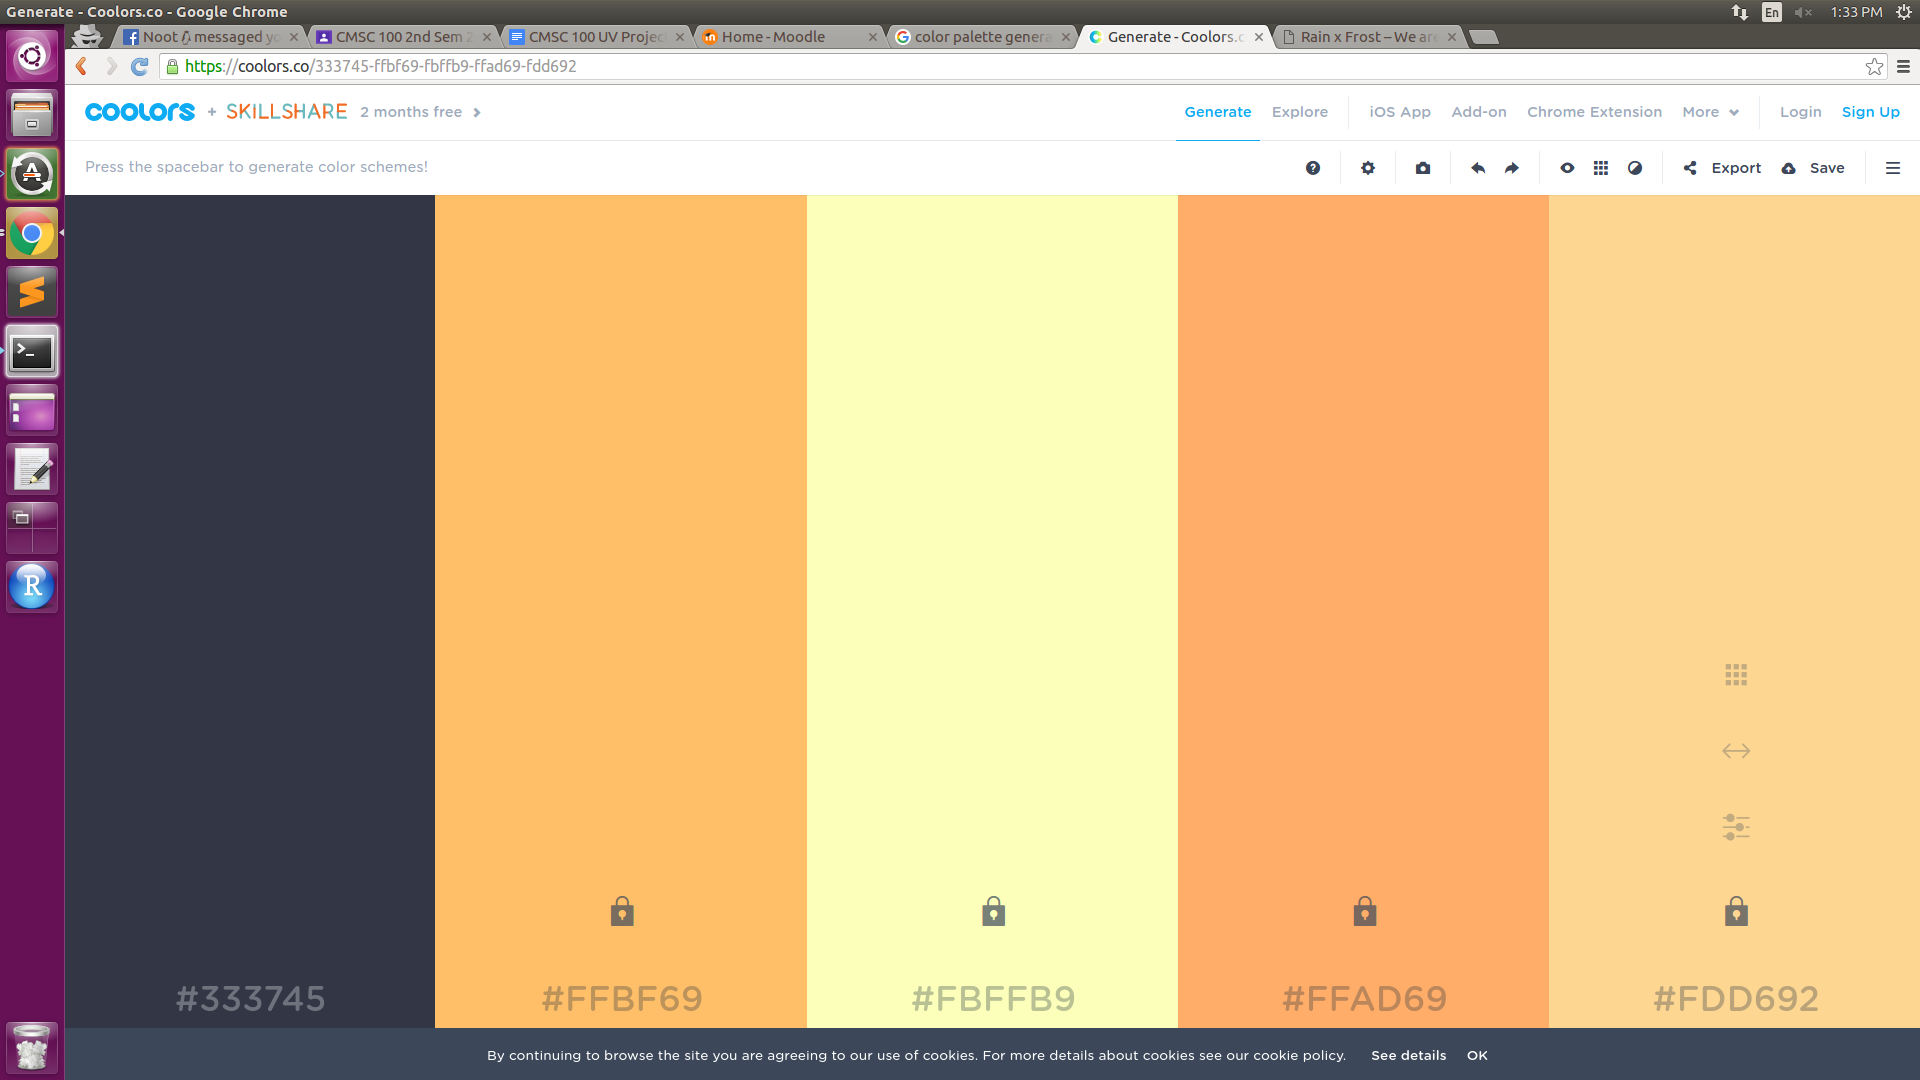 Generate - Coolors.co - Google Chrome
En
1:33 PM
Noot messaged yo
CMSC 100 2nd Sem 2
CMSC 100 UV Projec
Home - Moodle
color palette genera
Generate - Coolors.c
Rain x Frost – We are
https://coolors.co/333745-ffbf69-fbffb9-ffad69-fdd692
coolors + SKILLSHARE 2 months free
Generate Explore iOS App Add-on Chrome Extension More Login Sign Up
Press the spacebar to generate color schemes!
Export Save
#333745
#FFBF69
#FBFFB9
#FFAD69
#FDD692
By continuing to browse the site you are agreeing to our use of cookies. For more details about cookies see our cookie policy. See details OK